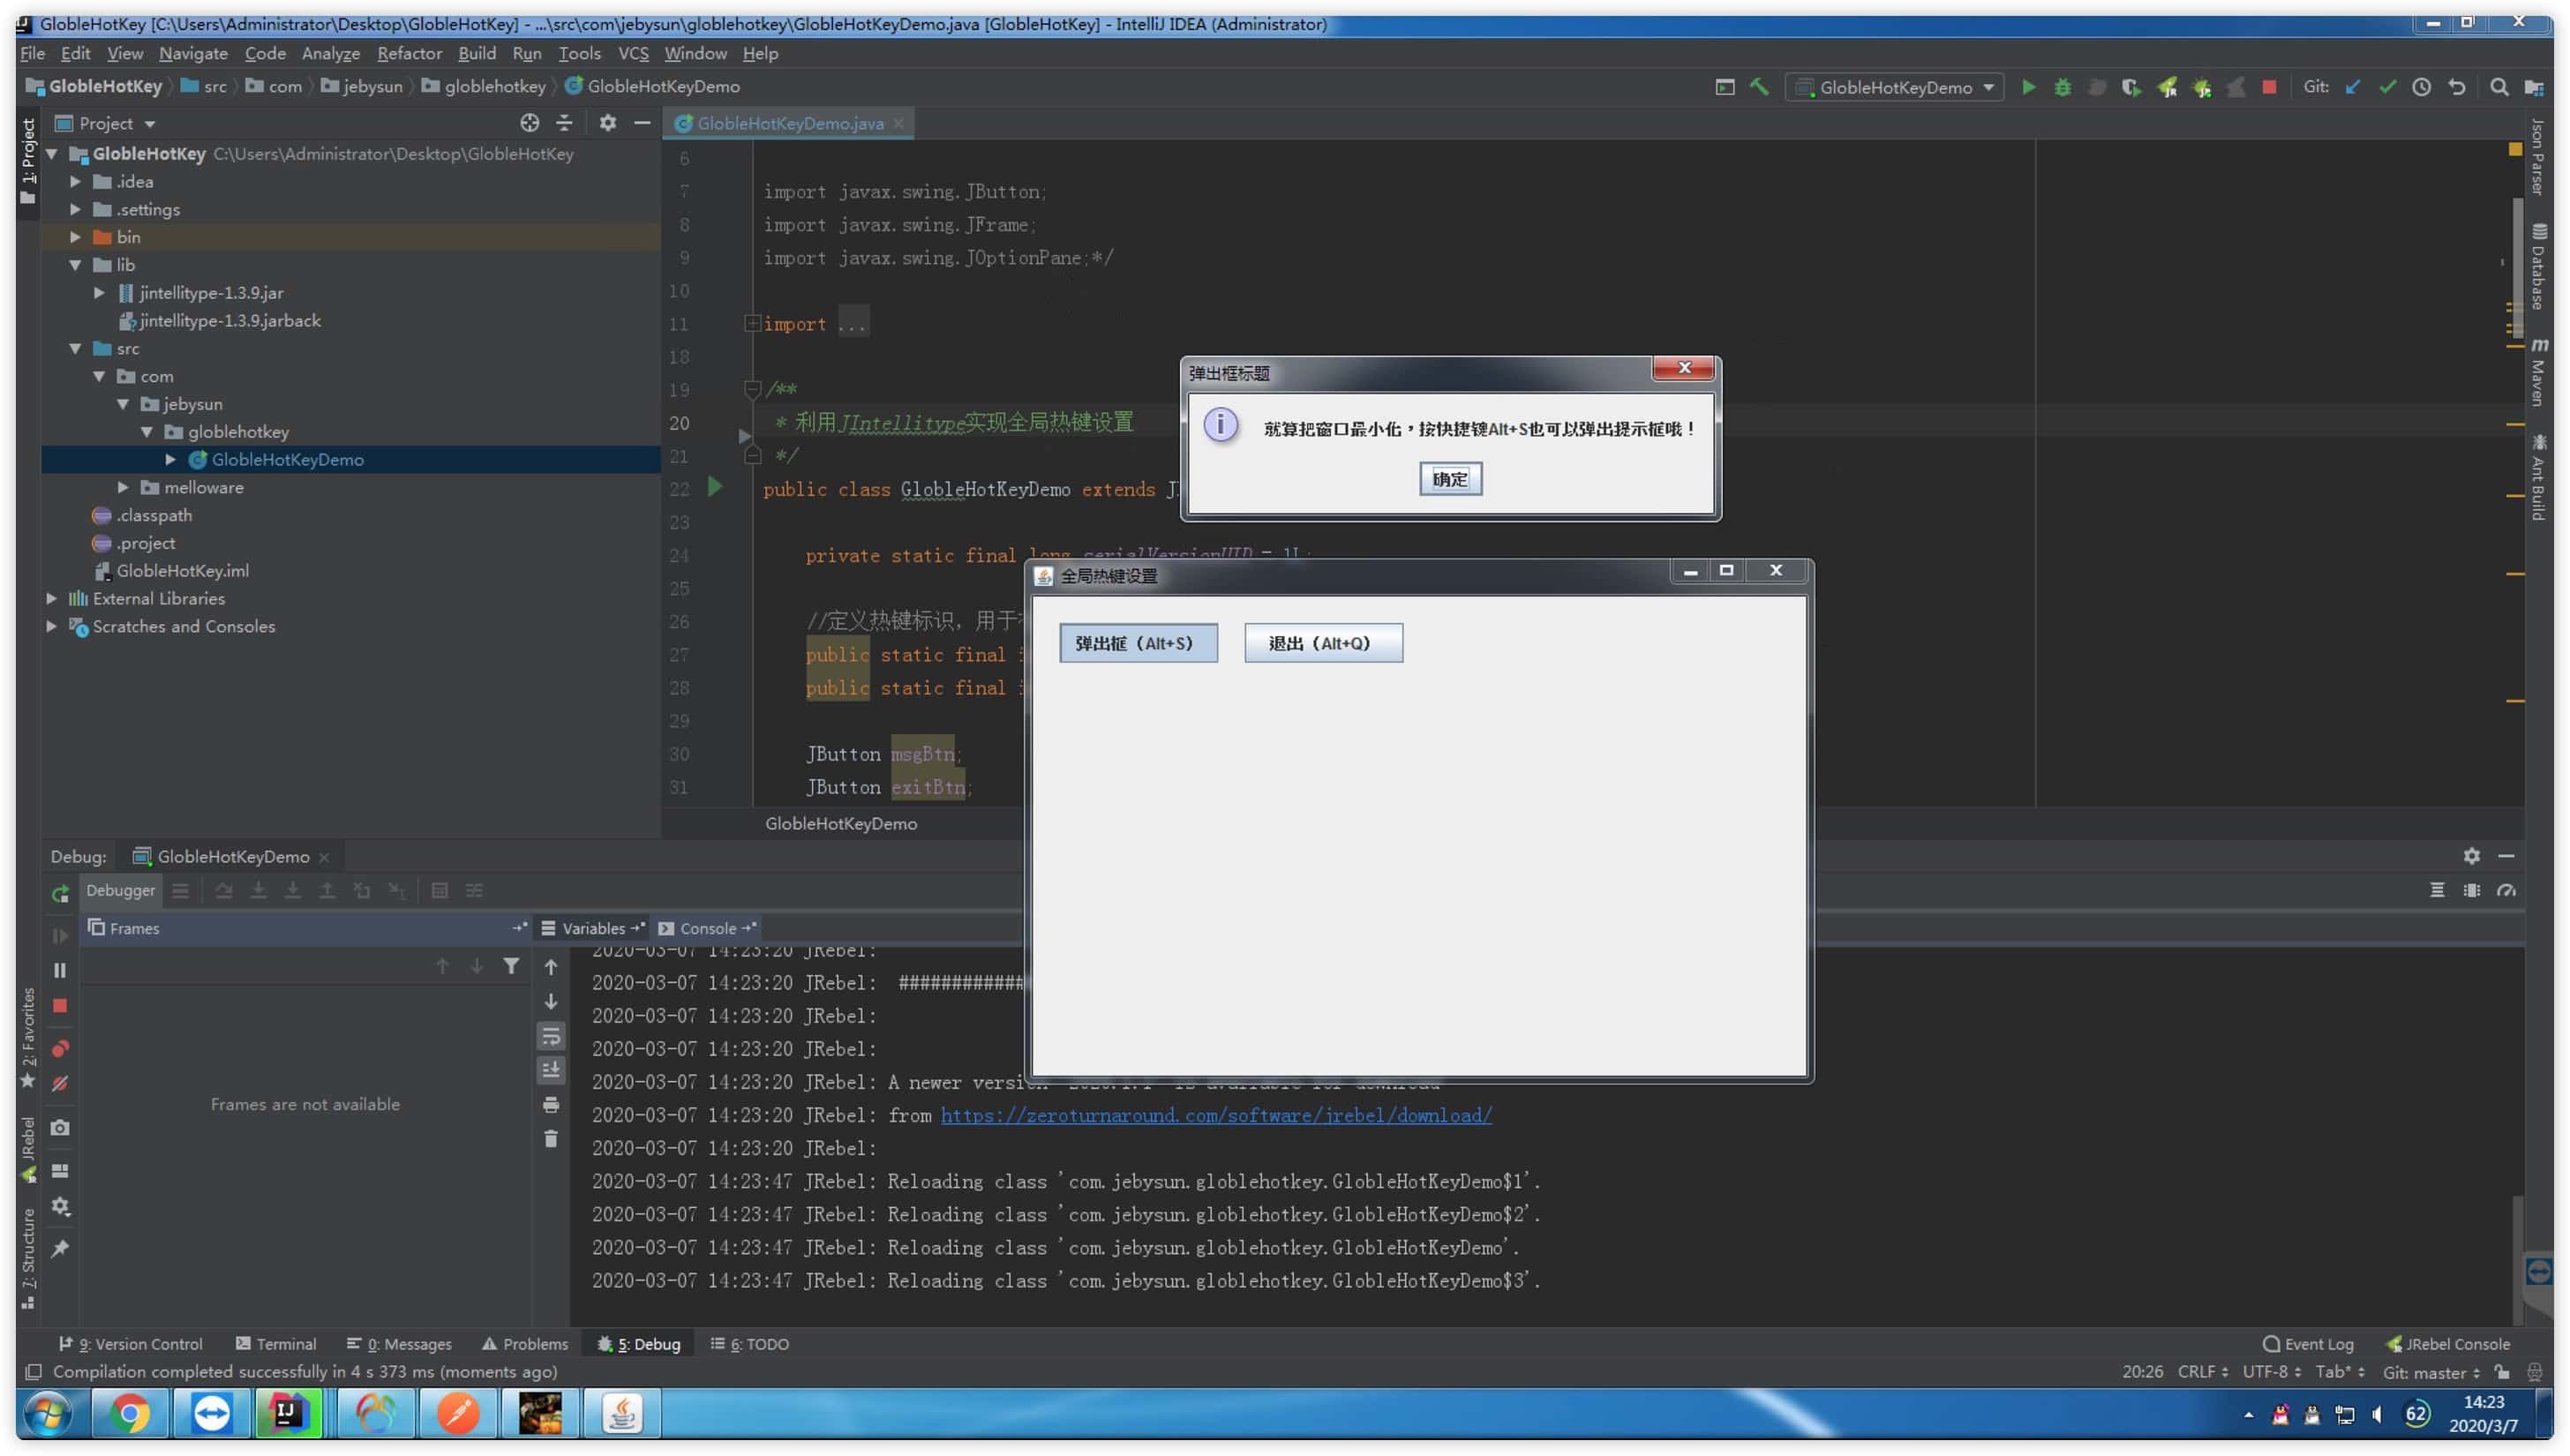 GlobleHotKey [C:\Users\Administrator\Desktop\GlobleHotKey] - ...\src\com\jebysun\globlehotkey\GlobleHotKeyDemo.java [GlobleHotKey] - IntelliJ IDEA (Administrator)
File Edit View Navigate Code Analyze Refactor Build Run Tools VCS Window Help
GlobleHotKey src com jebysun globlehotkey GlobleHotKeyDemo GlobleHotKeyDemo Git:
1: Project
Project
GlobleHotKeyDemo.java
GlobleHotKey C:\Users\Administrator\Desktop\GlobleHotKey
.idea
.settings
bin
lib
jintellitype-1.3.9.jar
jintellitype-1.3.9.jarback
src
com
jebysun
globlehotkey
GlobleHotKeyDemo
melloware
.classpath
.project
GlobleHotKey.iml
External Libraries
Scratches and Consoles
6
7 import javax.swing.JButton;
8 import javax.swing.JFrame;
9 import javax.swing.JOptionPane;*/
10
11 import ...
18
19 /**
20 * 利用JIntellitype实现全局热键设置
21 */
22 public class GlobleHotKeyDemo extends
23
24 private static final long serialVersionUID = 1L;
25
26 //定义热键标识，用于
27 public static final
28 public static final
29
30 JButton msgBtn;
31 JButton exitBtn;
GlobleHotKeyDemo
弹出框标题
就算把窗口最小化，按快捷键Alt+S也可以弹出提示框哦！
确定
全局热键设置
弹出框（Alt+S） 退出（Alt+Q）
Json Parser
Database
Maven
Ant Build
Debug: GlobleHotKeyDemo
Debugger
Frames
Variables Console
Frames are not available
2020-03-07 14:23:20 JRebel:
2020-03-07 14:23:20 JRebel: ############
2020-03-07 14:23:20 JRebel:
2020-03-07 14:23:20 JRebel:
2020-03-07 14:23:20 JRebel: A newer version is available for download
2020-03-07 14:23:20 JRebel: from https://zeroturnaround.com/software/jrebel/download/
2020-03-07 14:23:20 JRebel:
2020-03-07 14:23:47 JRebel: Reloading class 'com.jebysun.globlehotkey.GlobleHotKeyDemo$1'.
2020-03-07 14:23:47 JRebel: Reloading class 'com.jebysun.globlehotkey.GlobleHotKeyDemo$2'.
2020-03-07 14:23:47 JRebel: Reloading class 'com.jebysun.globlehotkey.GlobleHotKeyDemo'.
2020-03-07 14:23:47 JRebel: Reloading class 'com.jebysun.globlehotkey.GlobleHotKeyDemo$3'.
2: Favorites
JRebel
7: Structure
9: Version Control Terminal 0: Messages Problems 5: Debug 6: TODO Event Log JRebel Console
Compilation completed successfully in 4 s 373 ms (moments ago) 20:26 CRLF UTF-8 Tab* Git: master
IJ
62
14:23
2020/3/7